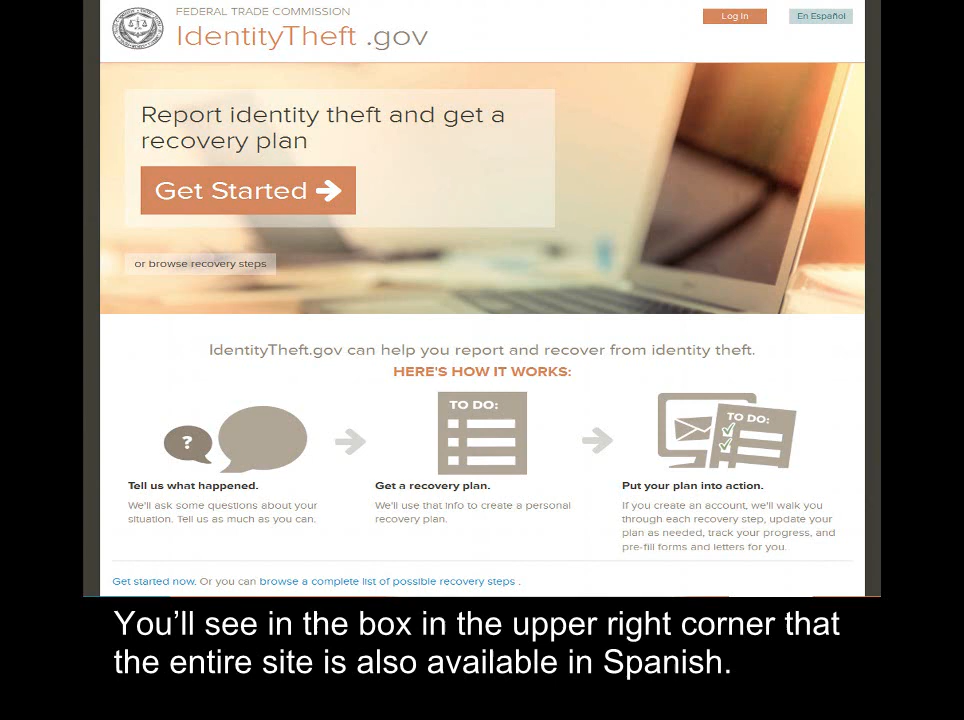 FEDERAL TRADE COMMISSION
IdentityTheft .gov
Log In
En Español
Report identity theft and get a
recovery plan
Get Started
or browse recovery steps
IdentityTheft.gov can help you report and recover from identity theft.
HERE'S HOW IT WORKS:
?
TO DO:
TO DO:
Tell us what happened.
We'll ask some questions about your
situation. Tell us as much as you can.
Get a recovery plan.
We'll use that info to create a personal
recovery plan.
Put your plan into action.
If you create an account, we'll walk you
through each recovery step, update your
plan as needed, track your progress, and
pre-fill forms and letters for you.
Get started now. Or you can browse a complete list of possible recovery steps .
You’ll see in the box in the upper right corner that
the entire site is also available in Spanish.